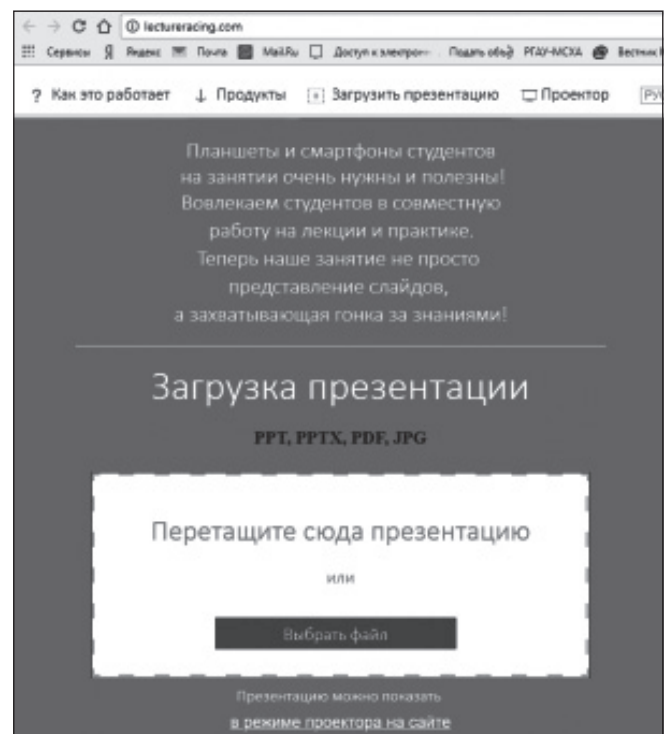 lectureracing.com
Сервисы Яндекс Почта Mail.Ru Доступ к электрон Подать объ РГАУ-МСХА Вестник
? Как это работает ↓ Продукты Загрузить презентацию Проектор
Планшеты и смартфоны студентов
на занятии очень нужны и полезны!
Вовлекаем студентов в совместную
работу на лекции и практике.
Теперь наше занятие не просто
представление слайдов,
а захватывающая гонка за знаниями!
Загрузка презентации
PPT, PPTX, PDF, JPG
Перетащите сюда презентацию
или
Выбрать файл
Презентацию можно показать
в режиме проектора на сайте